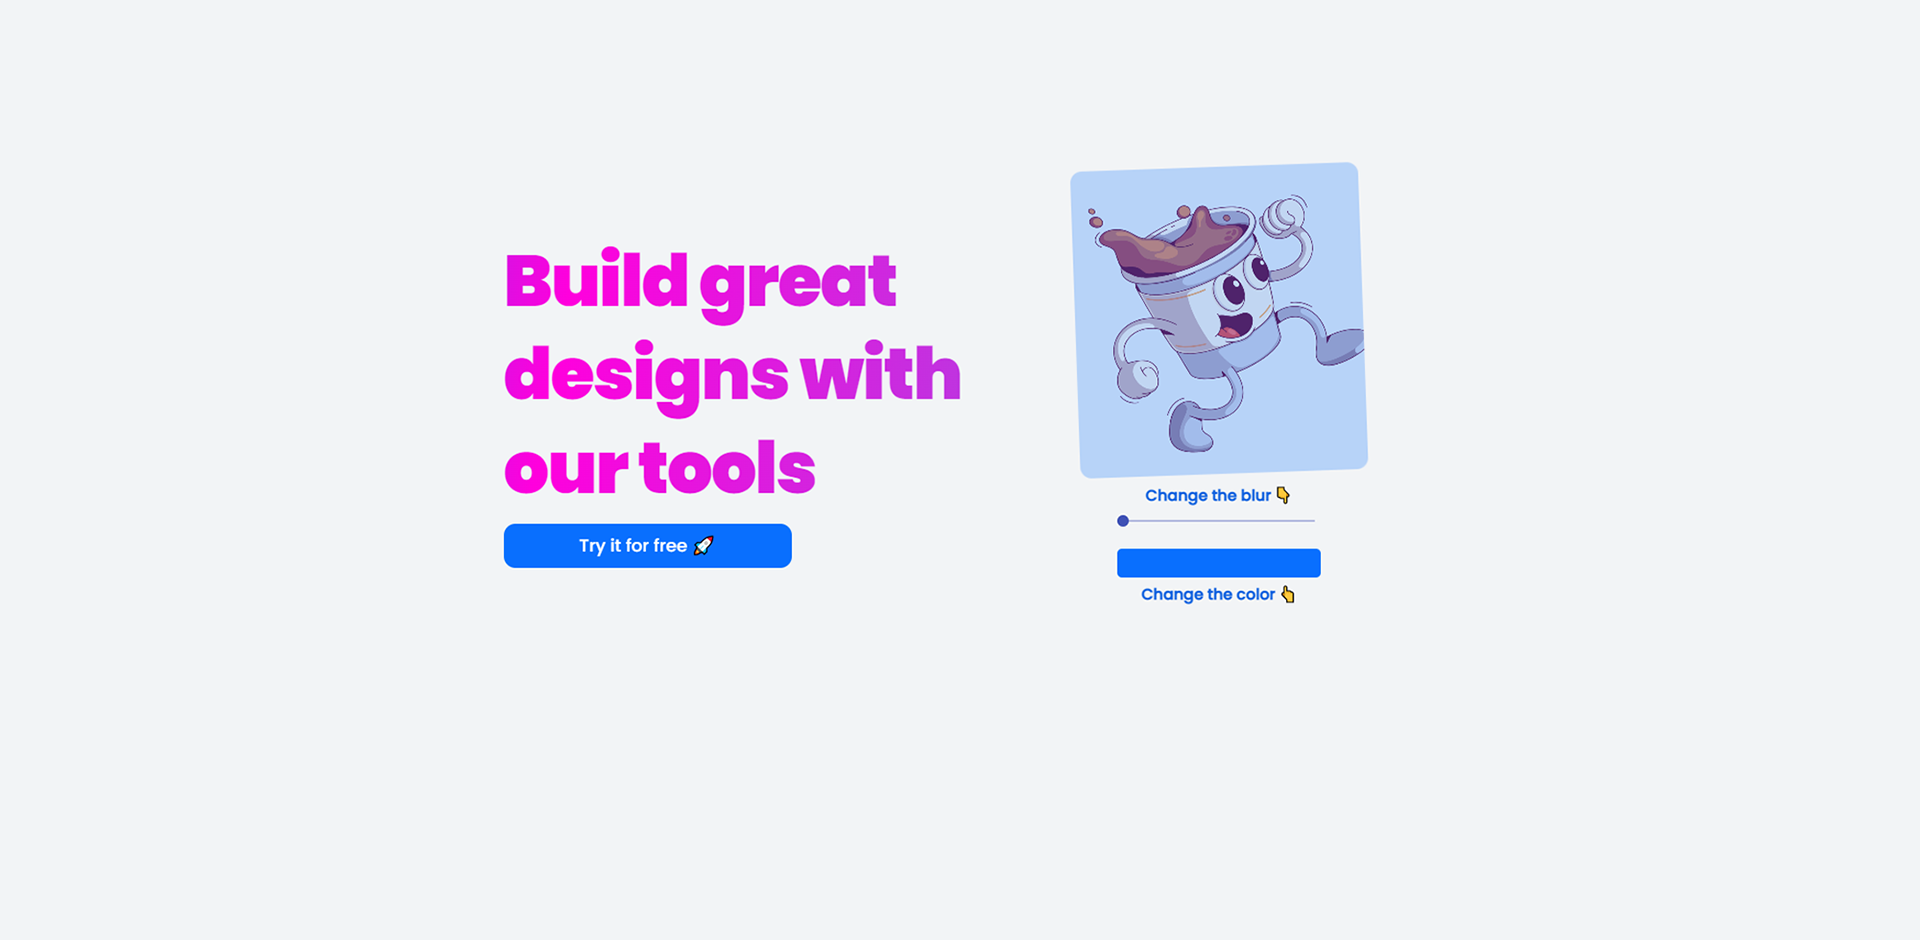 Build great
designs with
our tools
Try it for free 🚀
Change the blur 👇
Change the color 👆